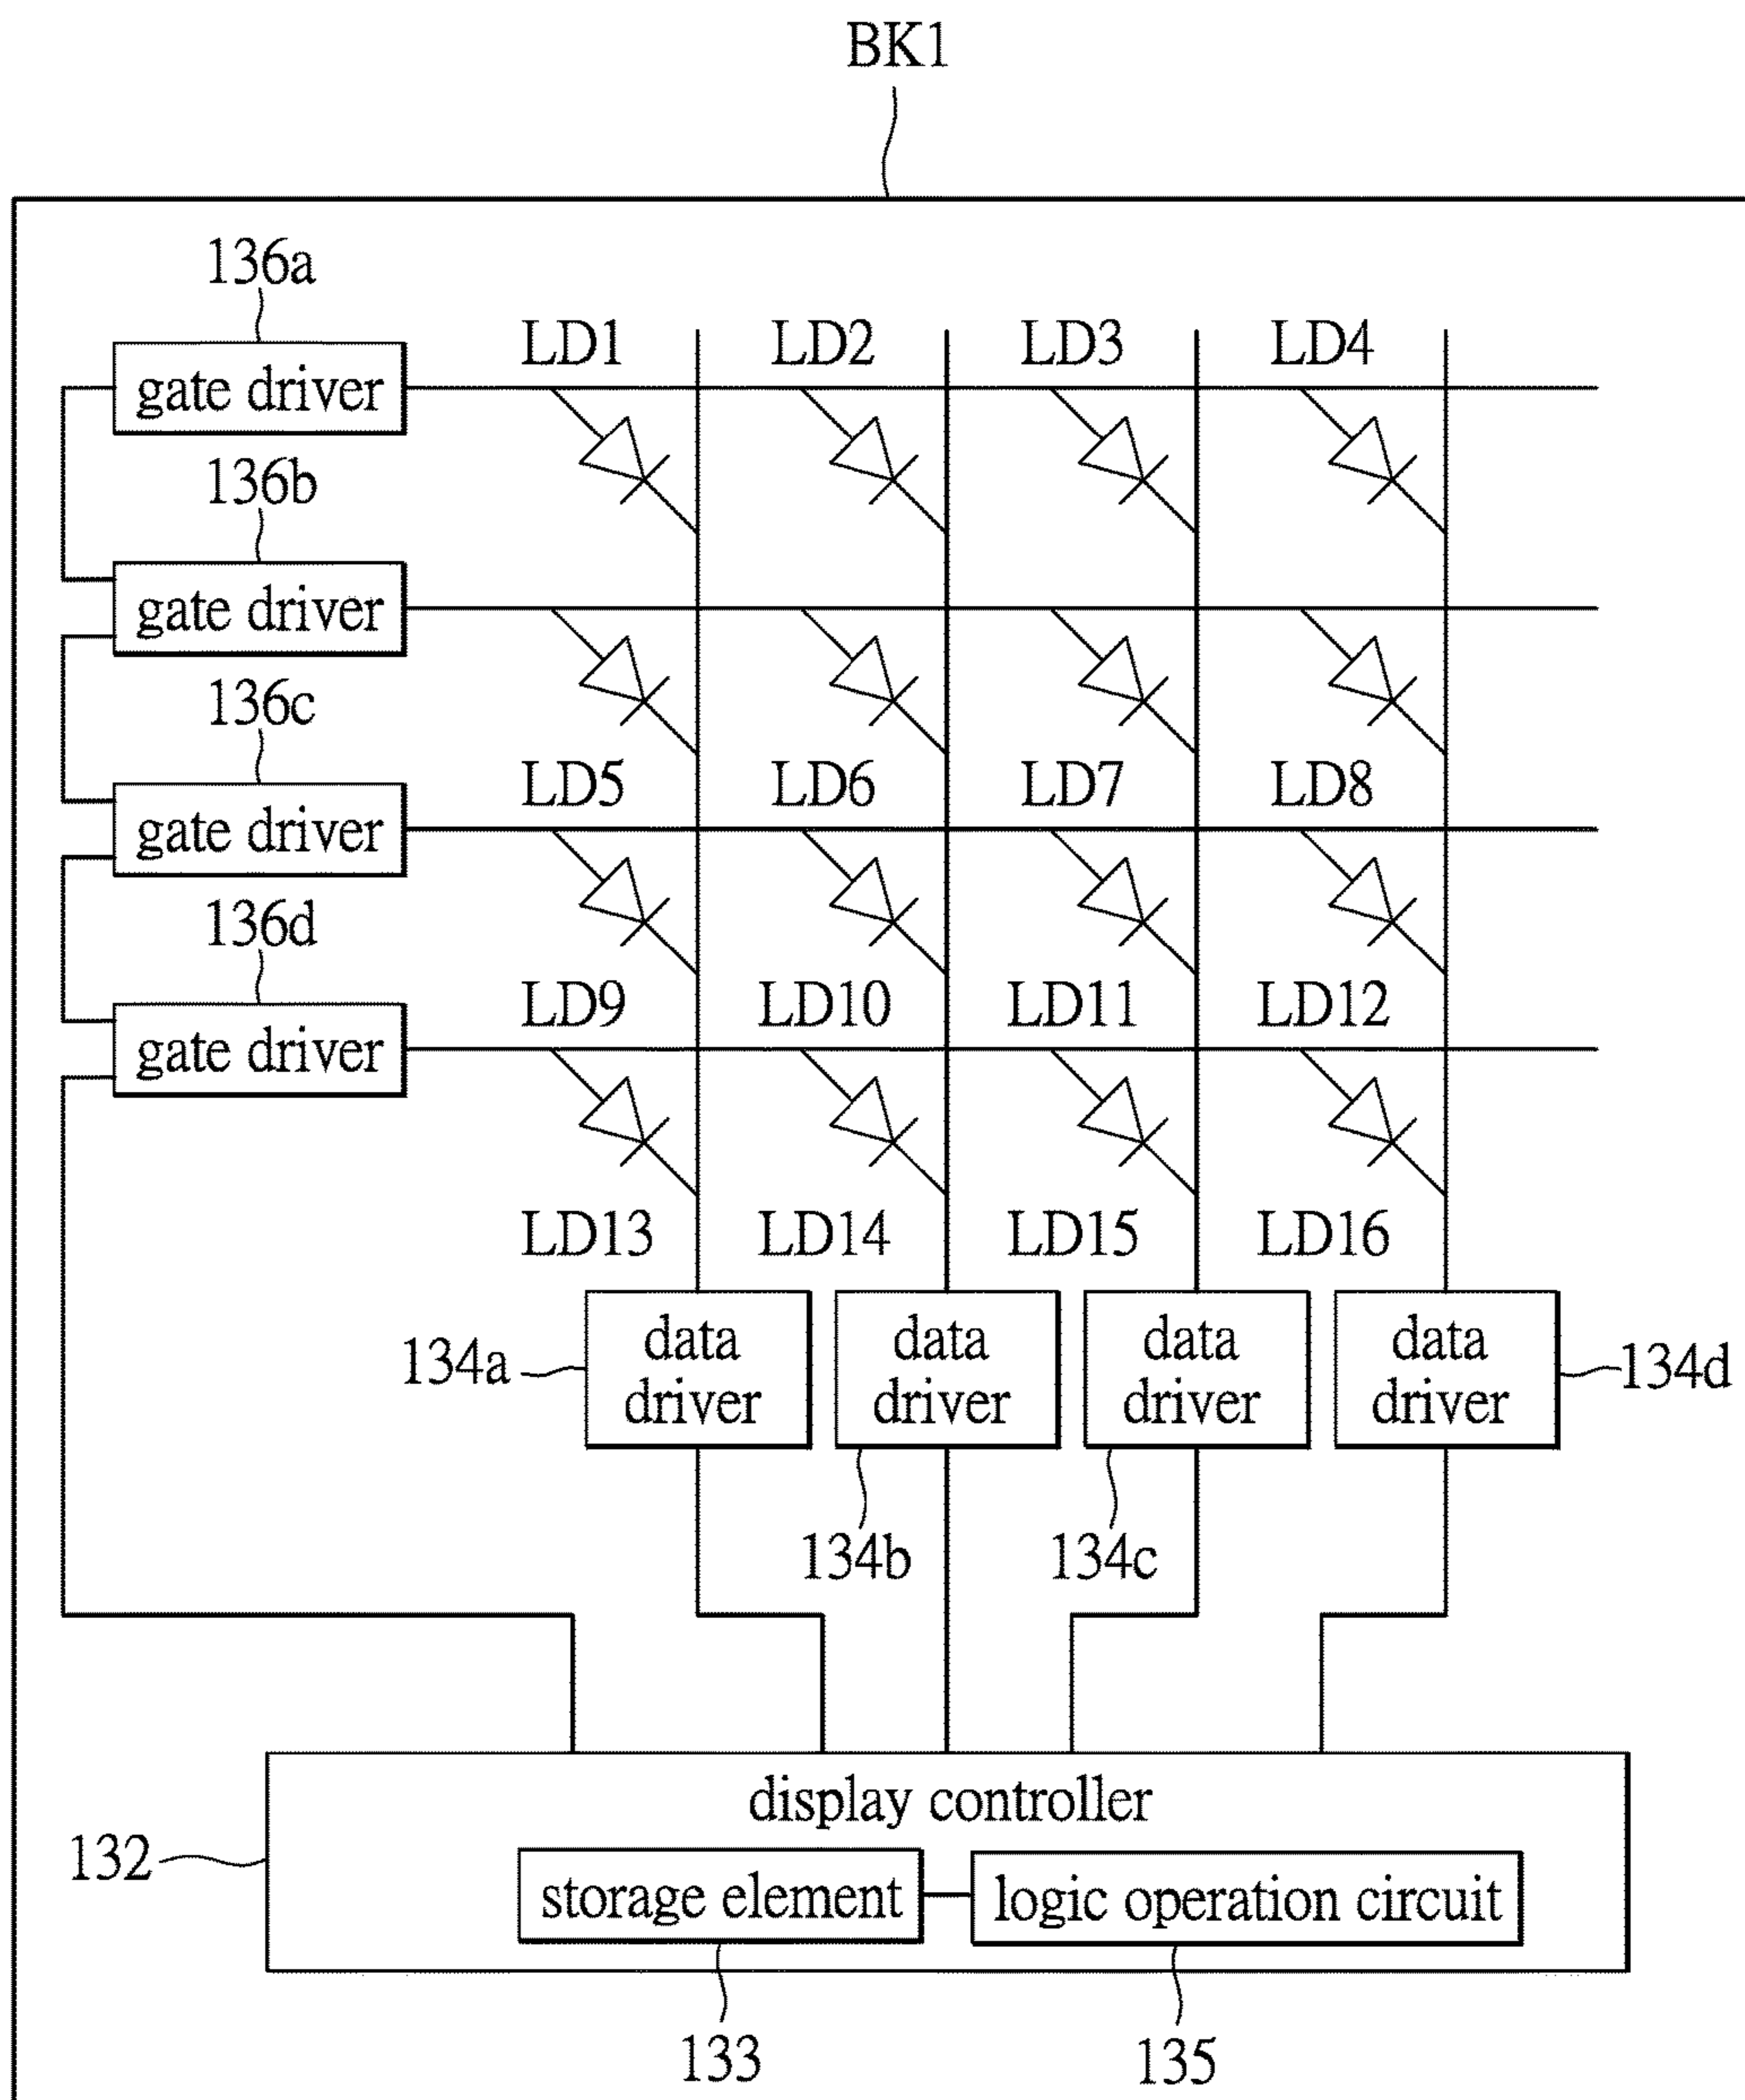 BK1
136a
gate driver
LD1 LD2 LD3 LD4
136b
gate driver
136c
gate driver
LD5 LD6 LD7 LD8
136d
gate driver
LD9 LD10 LD11 LD12
LD13 LD14 LD15 LD16
134a
data
driver
data
driver
data
driver
data
driver
134d
134b
134c
display controller
132
storage element
logic operation circuit
133
135